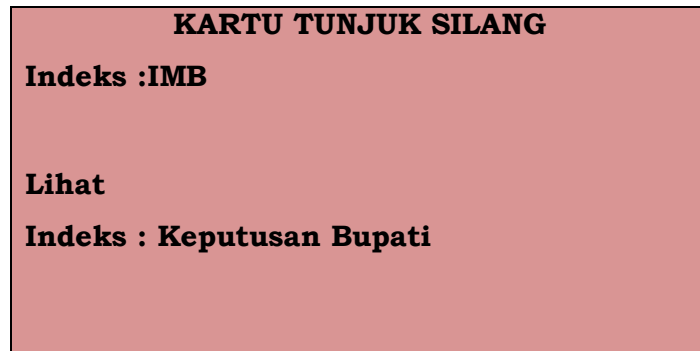 KARTU TUNJUK SILANG
Indeks :IMB
Lihat
Indeks : Keputusan Bupati